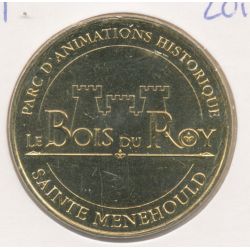 PARC D'ANIMATIONS HISTORIQUE
LE BOIS DU ROY
SAINTE MENEHOULD